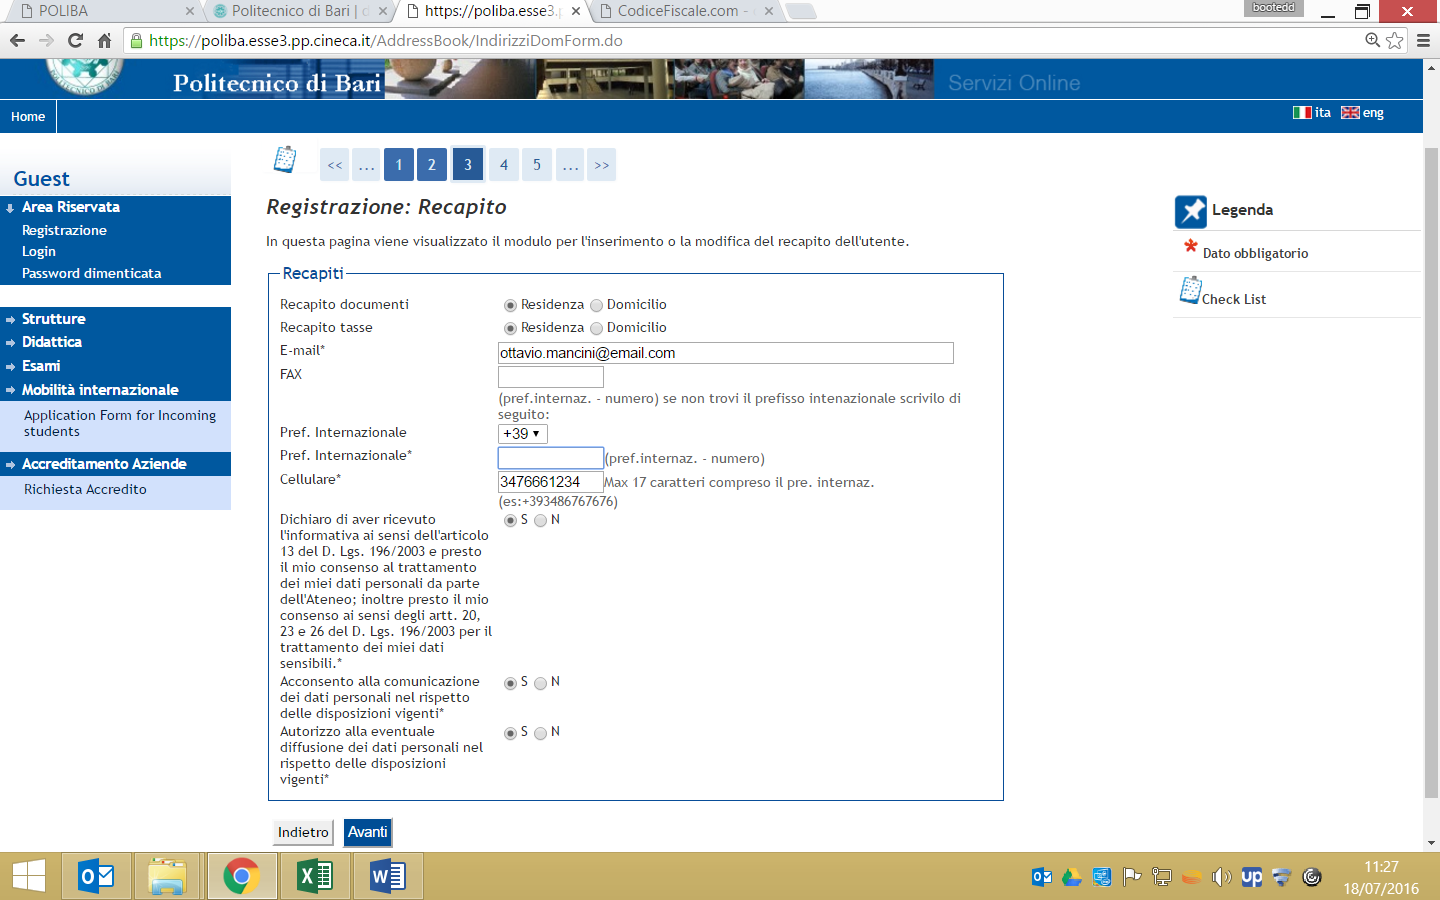 POLIBA
Politecnico di Bari | d
https://poliba.esse3.p
CodiceFiscale.com -
bootedd
https://poliba.esse3.pp.cineca.it/AddressBook/IndirizziDomForm.do
Politecnico di Bari
Servizi Online
Home
ita
eng
<< ... 1 2 3 4 5 ... >>
Guest
Area Riservata
Registrazione
Login
Password dimenticata
Strutture
Didattica
Esami
Mobilità internazionale
Application Form for Incoming
students
Accreditamento Aziende
Richiesta Accredito
Registrazione: Recapito
In questa pagina viene visualizzato il modulo per l'inserimento o la modifica del recapito dell'utente.
Recapiti
Recapito documenti Residenza Domicilio
Recapito tasse Residenza Domicilio
E-mail* ottavio.mancini@email.com
FAX
(pref.internaz. - numero) se non trovi il prefisso intenazionale scrivilo di
seguito:
Pref. Internazionale +39
Pref. Internazionale* (pref.internaz. - numero)
Cellulare* 3476661234 Max 17 caratteri compreso il pre. internaz.
(es:+393486767676)
Dichiaro di aver ricevuto S N
l'informativa ai sensi dell'articolo
13 del D. Lgs. 196/2003 e presto
il mio consenso al trattamento
dei miei dati personali da parte
dell'Ateneo; inoltre presto il mio
consenso ai sensi degli artt. 20,
23 e 26 del D. Lgs. 196/2003 per il
trattamento dei miei dati
sensibili.*
Acconsento alla comunicazione S N
dei dati personali nel rispetto
delle disposizioni vigenti*
Autorizzo alla eventuale S N
diffusione dei dati personali nel
rispetto delle disposizioni
vigenti*
Indietro Avanti
Legenda
* Dato obbligatorio
Check List
up
11:27
18/07/2016